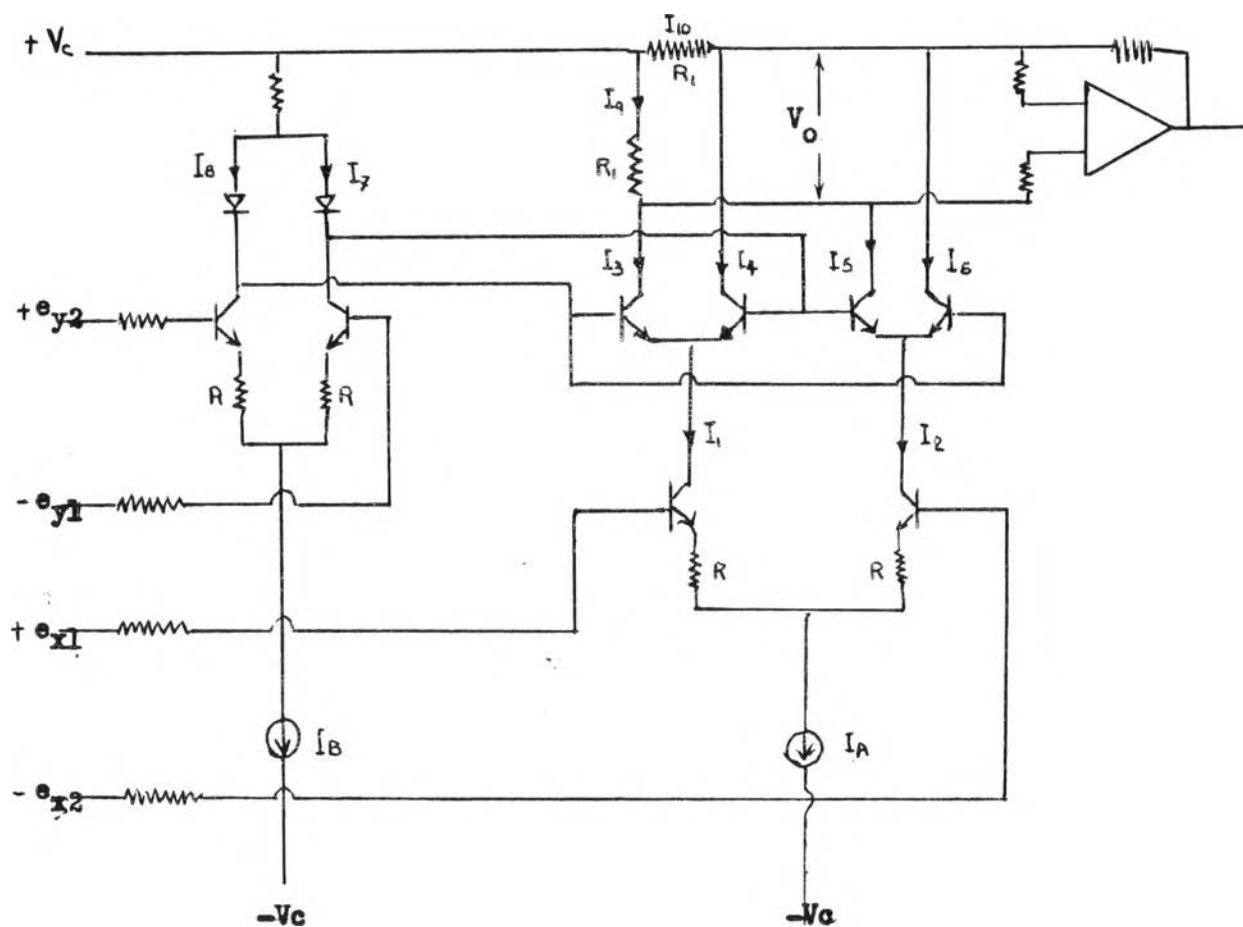 I10
+ Vc
R1
I9
Vo
R1
I8
I7
I3
I4
I5
I6
+ey2
R
R
I1
I2
-ey1
R
R
+ex1
IB
IA
-ex2
-Vc
-Vc